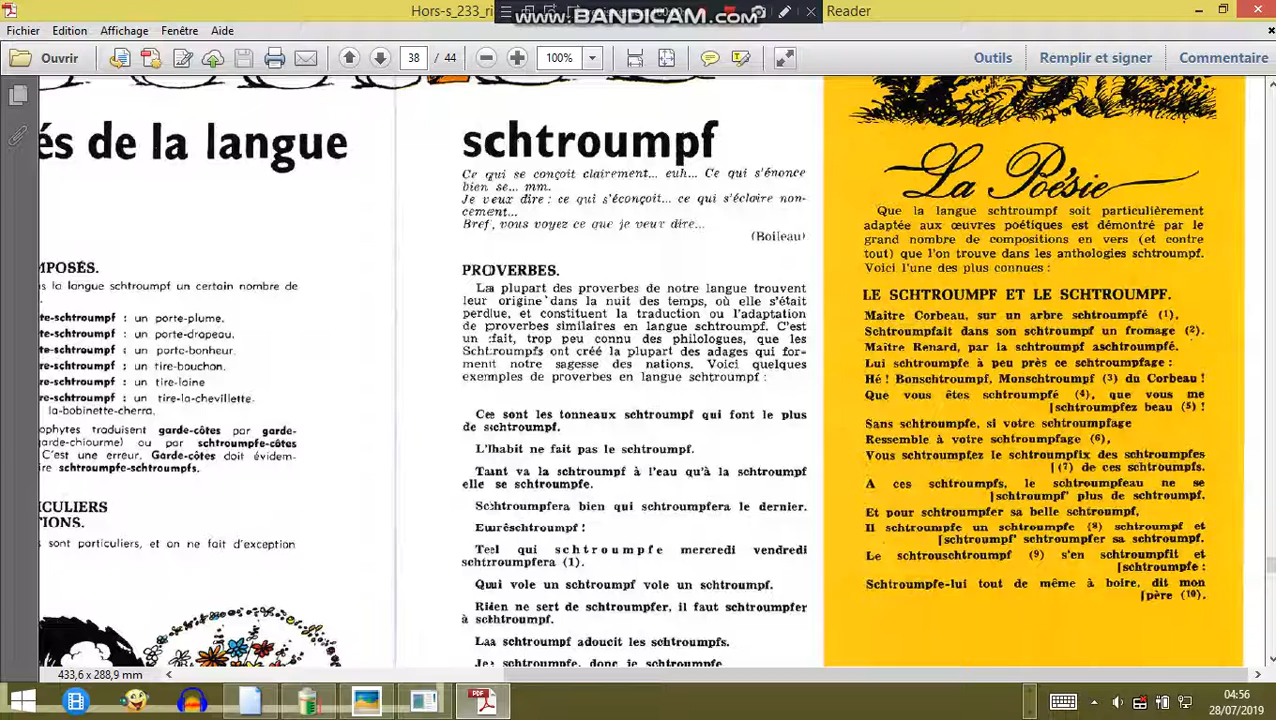 Hors-s_233_ri
www.BANDICAM.com
Reader
Fichier Edition Affichage Fenêtre Aide
Ouvrir
38 / 44
100%
Outils
Remplir et signer
Commentaire
és de la langue
MPOSÉS.
s la langue schtroumpf un certain nombre de
te-schtroumpf : un porte-plume.
te-schtroumpf : un porte-drapeau.
re-schtroumpf : un porte-bonheur.
re-schtroumpf : un tire-bouchon.
re-schtroumpf : un tire-laine
re-schtroumpf : un tire-la-chevillette.
la-bobinette-cherra.
ophytes traduisent garde-côtes par garde-
arde-chiourme) ou par schtroumpfe-côtes
C'est une erreur. Garde-côtes doit évidem-
ire schtroumpfe-schtroumpfs.
CULIERS
TIONS.
s sont particuliers, et on ne fait d'exception
schtroumpf
Ce qui se conçoit clairement... euh... Ce qui s'énonce
bien se... mm.
Je veux dire : ce qui s'éconçoit... ce qui s'éclaire non-
cement...
Bref, vous voyez ce que je veux dire...
(Boileau)
PROVERBES.
La plupart des proverbes de notre langue trouvent
leur origine dans la nuit des temps, où elle s'était
perdue, et constituent la traduction ou l'adaptation
de proverbes similaires en langue schtroumpf. C'est
un fait, trop peu connu des philologues, que les
Schtroumpfs ont créé la plupart des adages qui for-
ment notre sagesse des nations. Voici quelques
exemples de proverbes en langue schtroumpf :
Ce sont les tonneaux schtroumpf qui font le plus
de schtroumpf.
L'habit ne fait pas le schtroumpf.
Tant va la schtroumpf à l'eau qu'à la schtroumpf
elle se schtroumpfe.
Schtroumpfera bien qui schtroumpfera le dernier.
Eurêschtroumpf !
Tel qui schtroumpfe mercredi vendredi
schtroumpfera (1).
Qui vole un schtroumpf vole un schtroumpf.
Rien ne sert de schtroumpfer, il faut schtroumpfer
à schtroumpf.
La schtroumpf adoucit les schtroumpfs.
Je schtroumpfe, donc je schtroumpfe.
La Poésie
Que la langue schtroumpf soit particulièrement
adaptée aux œuvres poétiques est démontré par le
grand nombre de compositions en vers (et contre
tout) que l'on trouve dans les anthologies schtroumpf.
Voici l'une des plus connues :
LE SCHTROUMPF ET LE SCHTROUMPF.
Maître Corbeau, sur un arbre schtroumpfé (1),
Schtroumpfait dans son schtroumpf un fromage (2).
Maître Renard, par la schtroumpf aschtroumpfé.
Lui schtroumpfe à peu près ce schtroumpfage :
Hé ! Bonschtroumpf, Monschtroumpf (3) du Corbeau !
Que vous êtes schtroumpfé (4), que vous me
[schtroumpfez beau (5) !
Sans schtroumpfe, si votre schtroumpfage
Ressemble à votre schtroumpfage (6),
Vous schtroumpfez le schtroumpfix des schtroumpfes
[(7) de ces schtroumpfs.
A ces schtroumpfs, le schtroumpfeau ne se
[schtroumpf' plus de schtroumpf.
Et pour schtroumpfer sa belle schtroumpf,
Il schtroumpfe un schtroumpfe (8) schtroumpf et
[schtroumpf' schtroumpfer sa schtroumpf.
Le schtrouschtroumpf (9) s'en schtroumpfit et
[schtroumpfe :
Schtroumpfe-lui tout de même à boire, dit mon
[père (10).
433,6 x 288,9 mm
04:56
28/07/2019